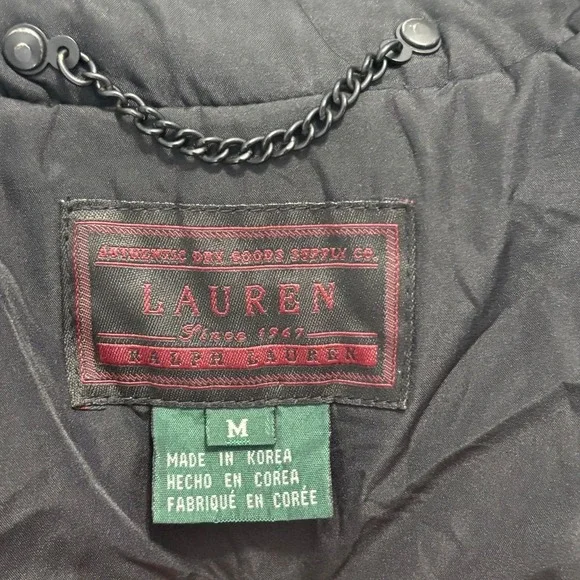 AUTHENTIC DRY GOODS SUPPLY CO.
LAUREN
Since 1967
RALPH LAUREN
M
MADE IN KOREA
HECHO EN COREA
FABRIQUÉ EN CORÉE